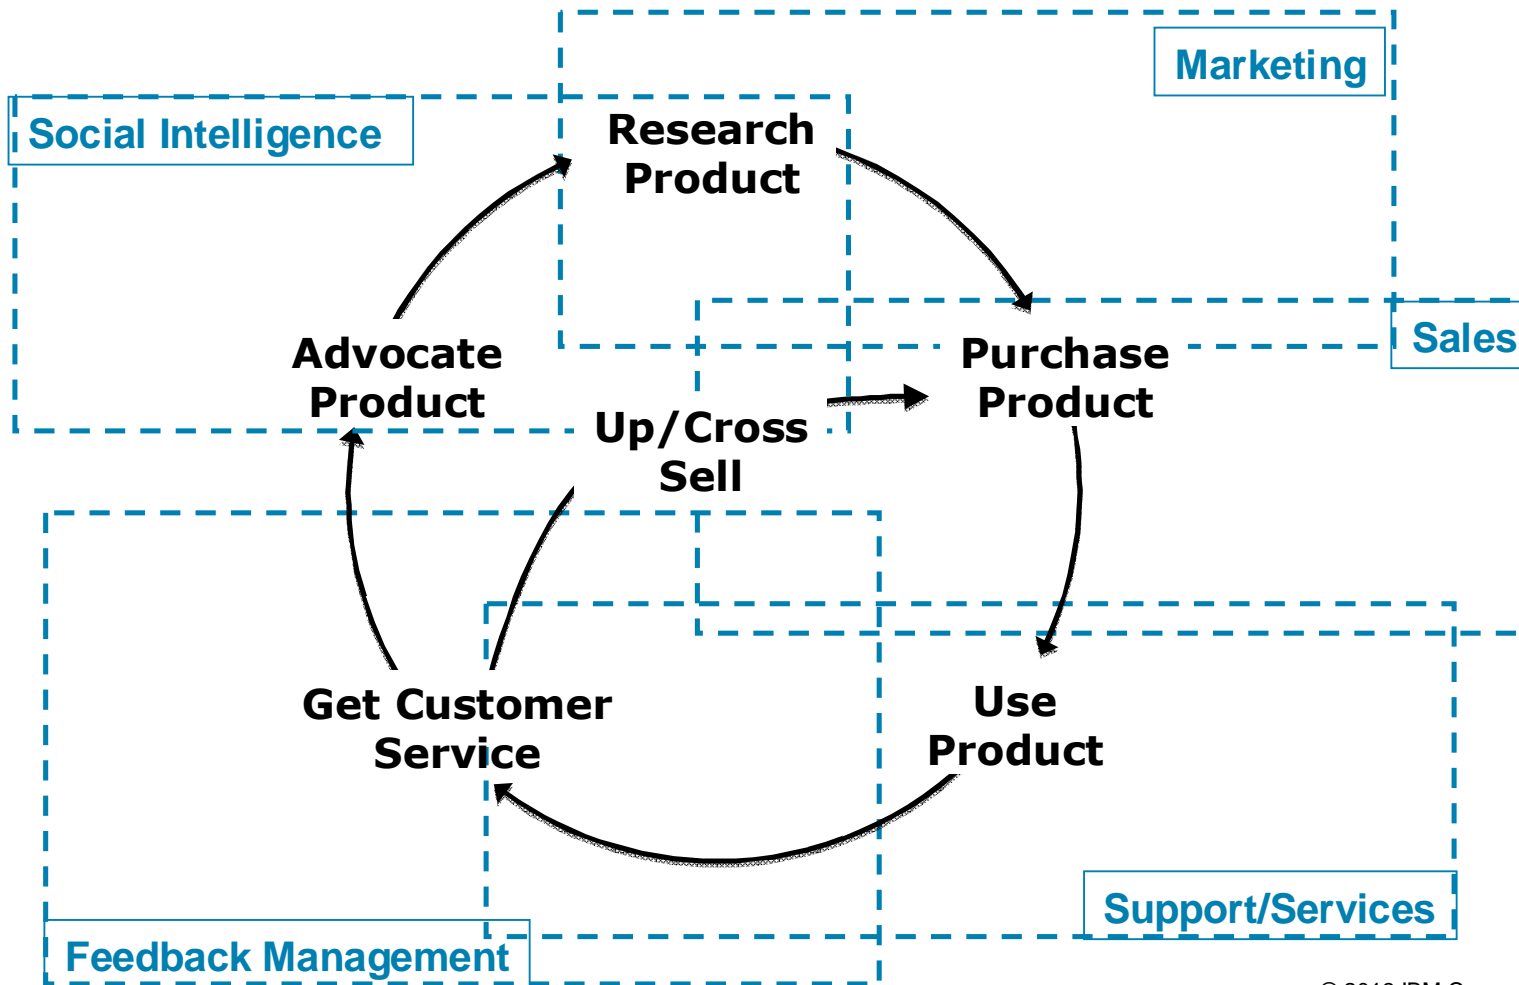 Marketing
Social Intelligence
Research
Product
Sales
Advocate
Product
Purchase
Product
Up/Cross
Sell
Get Customer
Service
Use
Product
Support/Services
Feedback Management